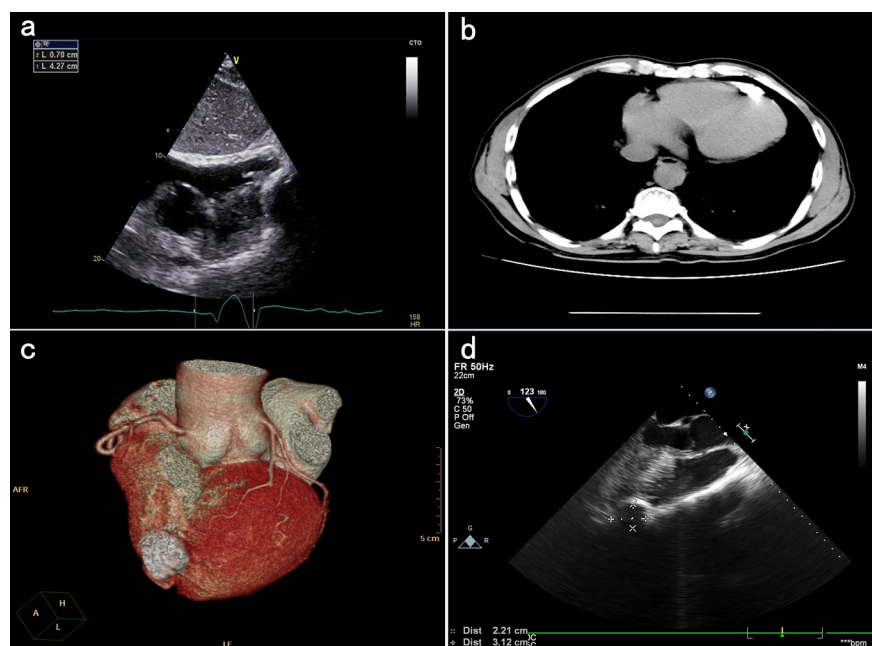 a
L 0.70 cm
L 4.27 cm
V
CTO
10
20
158
HR
b
c
AFR
5 cm
A
H
L
d
FR 50Hz
22cm
2D
73%
C 50
P Off
Gen
0 123 180
P
M4
G
P R
Dist 2.21 cm
Dist 3.12 cm
***bpm